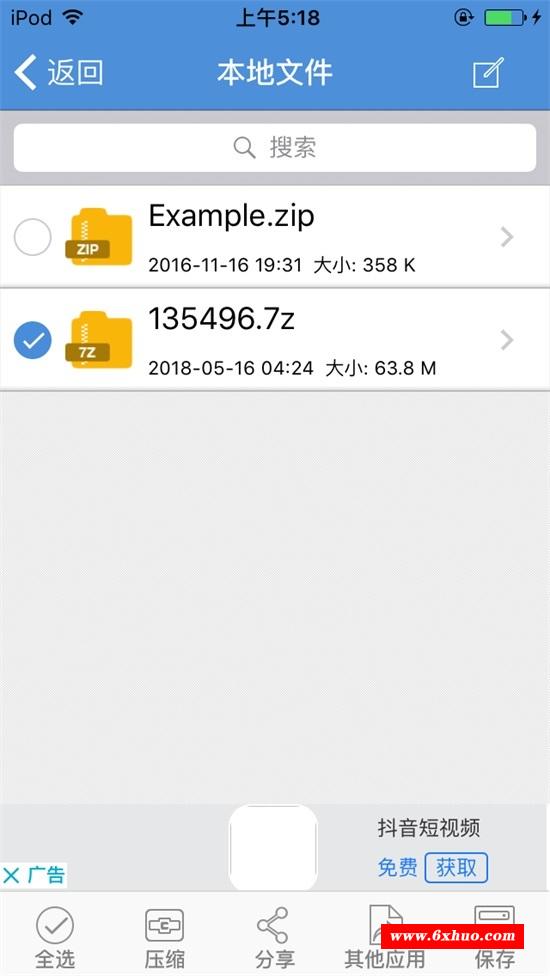 iPod 上午5:18
返回 本地文件
搜索
Example.zip
ZIP
2016-11-16 19:31 大小: 358 K
135496.7z
7Z
2018-05-16 04:24 大小: 63.8 M
抖音短视频
免费 获取
广告
www.6xhuo.com
全选 压缩 分享 其他应用 保存